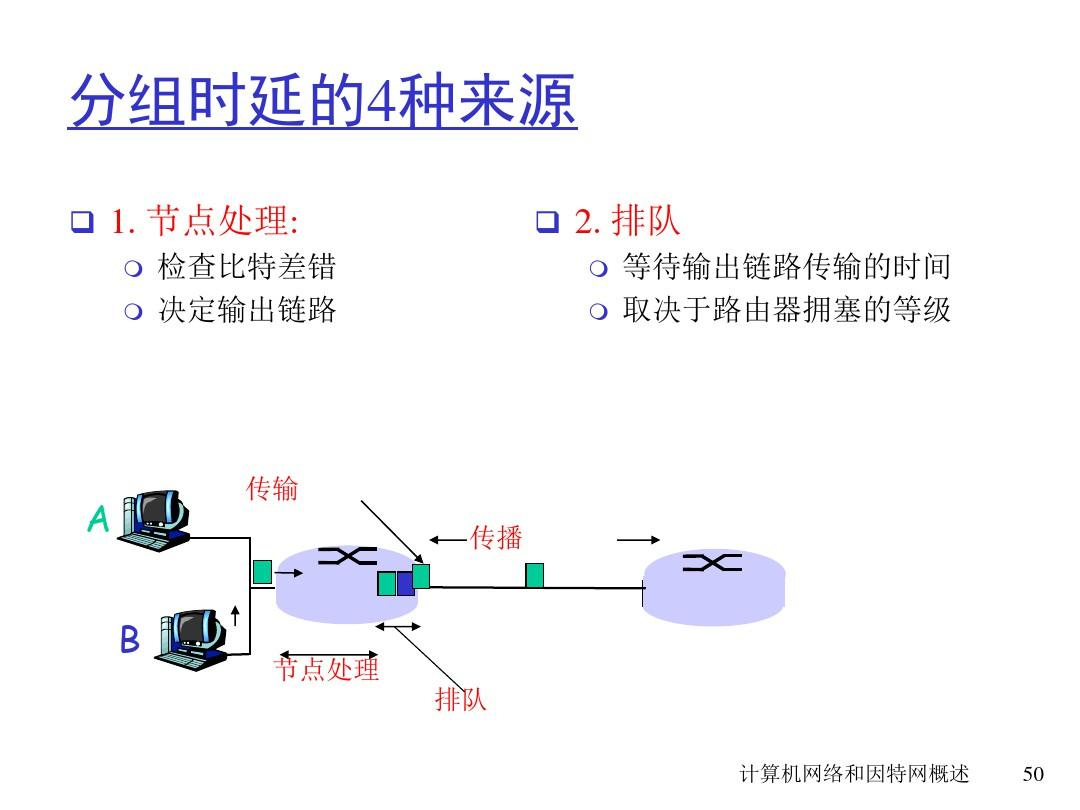 分组时延的4种来源
1. 节点处理:
检查比特差错
决定输出链路
2. 排队
等待输出链路传输的时间
取决于路由器拥塞的等级
传输
A
传播
B
节点处理
排队
计算机网络和因特网概述 50